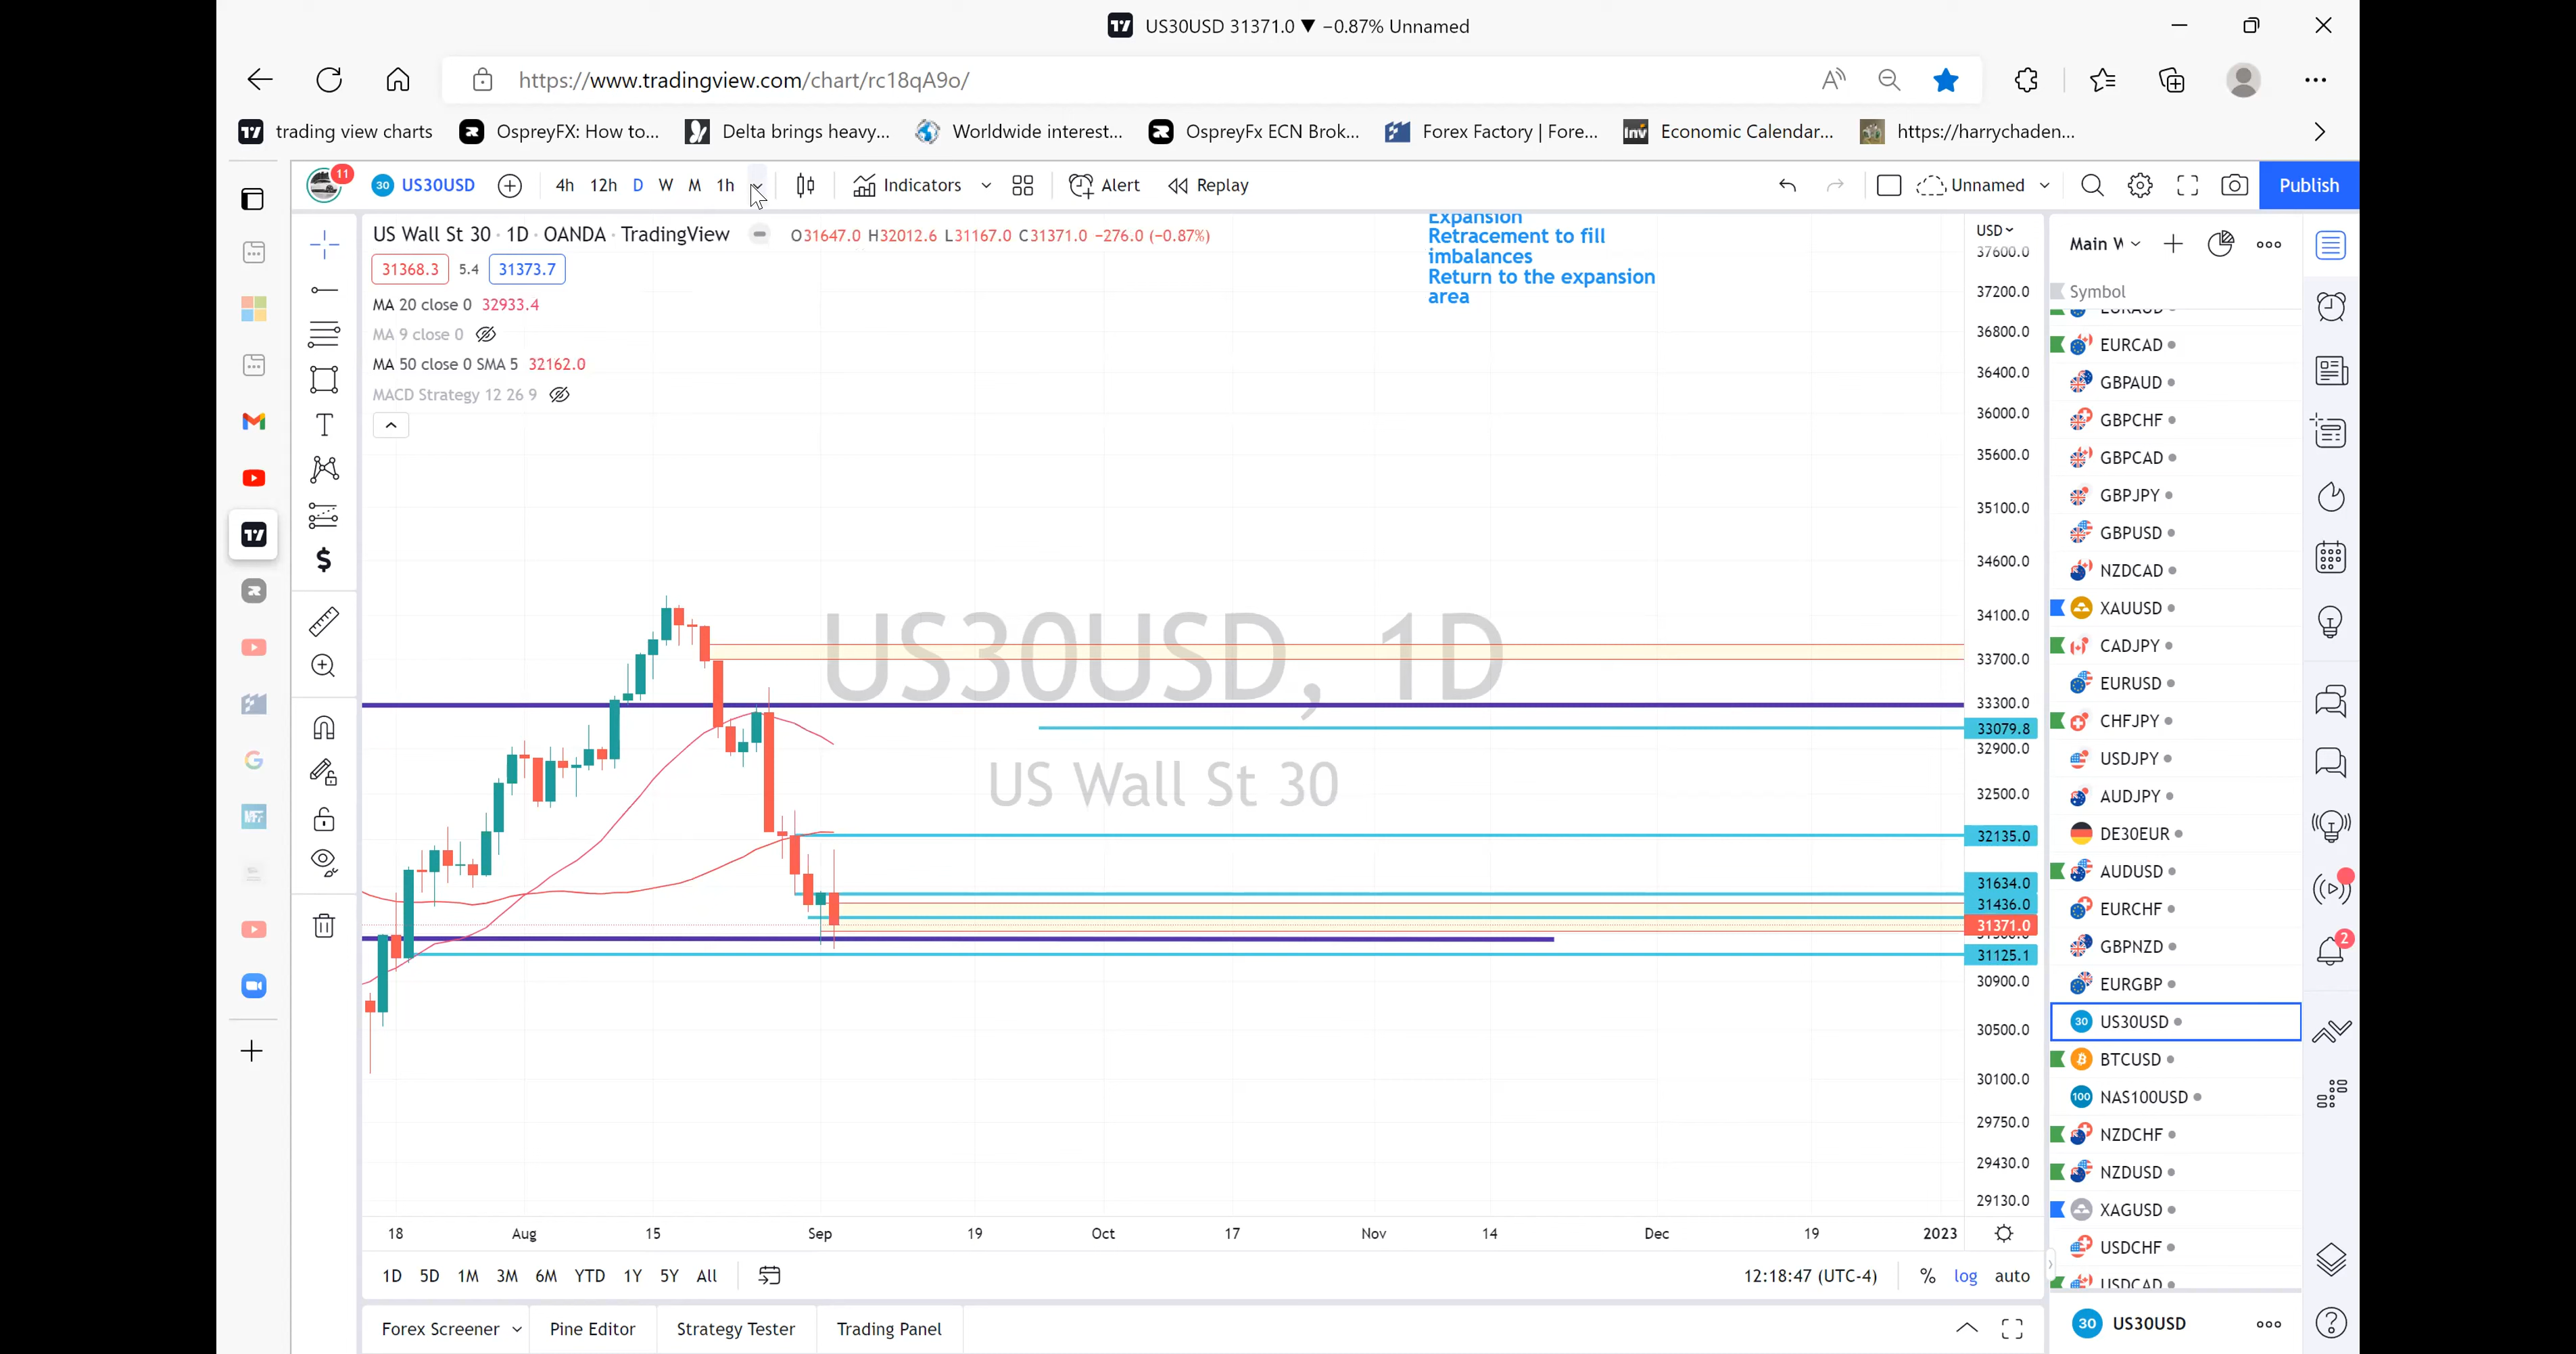 US30USD 31371.0 ▼ −0.87% Unnamed
https://www.tradingview.com/chart/rc18qA9o/
trading view charts
OspreyFX: How to...
Delta brings heavy...
Worldwide interest...
OspreyFx ECN Brok...
Forex Factory | Fore...
Economic Calendar...
https://harrychaden...
11
30 US30USD
4h 12h D W M 1h
Indicators
Alert
Replay
Unnamed
Publish
US Wall St 30 · 1D · OANDA · TradingView
O31647.0 H32012.6 L31167.0 C31371.0 −276.0 (−0.87%)
31368.3 5.4 31373.7
MA 20 close 0 32933.4
MA 9 close 0
MA 50 close 0 SMA 5 32162.0
MACD Strategy 12 26 9
Expansion
Retracement to fill
imbalances
Return to the expansion
area
US30USD, 1D
US Wall St 30
USD
37600.0
37200.0
36800.0
36400.0
36000.0
35600.0
35100.0
34600.0
34100.0
33700.0
33300.0
33079.8
32900.0
32500.0
32135.0
31634.0
31436.0
31371.0
31125.1
30900.0
30500.0
30100.0
29750.0
29430.0
29130.0
18 Aug 15 Sep 19 Oct 17 Nov 14 Dec 19 2023
1D 5D 1M 3M 6M YTD 1Y 5Y All
12:18:47 (UTC-4) % log auto
Forex Screener
Pine Editor
Strategy Tester
Trading Panel
Main
Symbol
EURAUD
EURCAD
GBPAUD
GBPCHF
GBPCAD
GBPJPY
GBPUSD
NZDCAD
XAUUSD
CADJPY
EURUSD
CHFJPY
USDJPY
AUDJPY
DE30EUR
AUDUSD
EURCHF
GBPNZD
EURGBP
30 US30USD
BTCUSD
100 NAS100USD
NZDCHF
NZDUSD
XAGUSD
USDCHF
USDCAD
30 US30USD
2